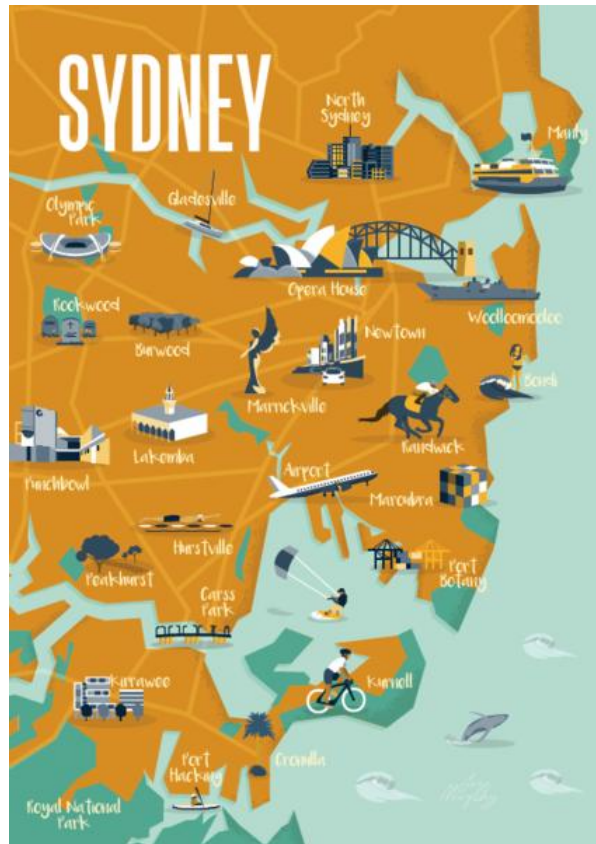 SYDNEY
North
Sydney
Manly
Gladesville
Olympic
Park
Opera House
Woolloomooloo
Rookwood
Burwood
Newtown
Bondi
Marrickville
Randwick
Lakemba
Punchbowl
Airport
Maroubra
Hurstville
Peakhurst
Port
Botany
Carss
Park
Kirrawee
Kurnell
Cronulla
Port
Hacking
Royal National
Park